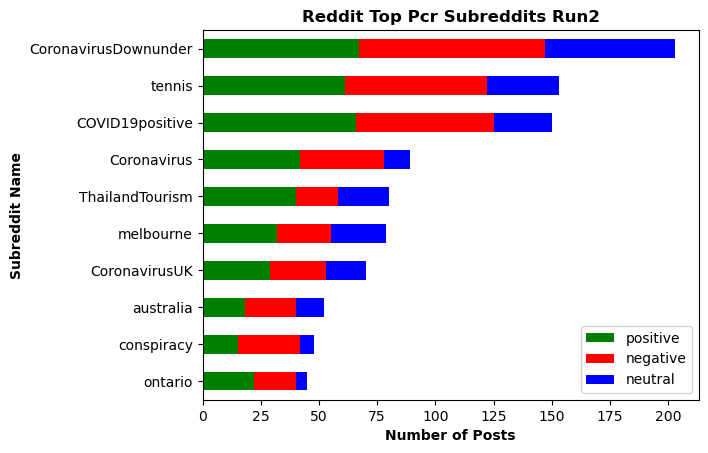 Reddit Top Pcr Subreddits Run2
Subreddit Name
CoronavirusDownunder
tennis
COVID19positive
Coronavirus
ThailandTourism
melbourne
CoronavirusUK
australia
conspiracy
ontario
positive
negative
neutral
0 25 50 75 100 125 150 175 200
Number of Posts